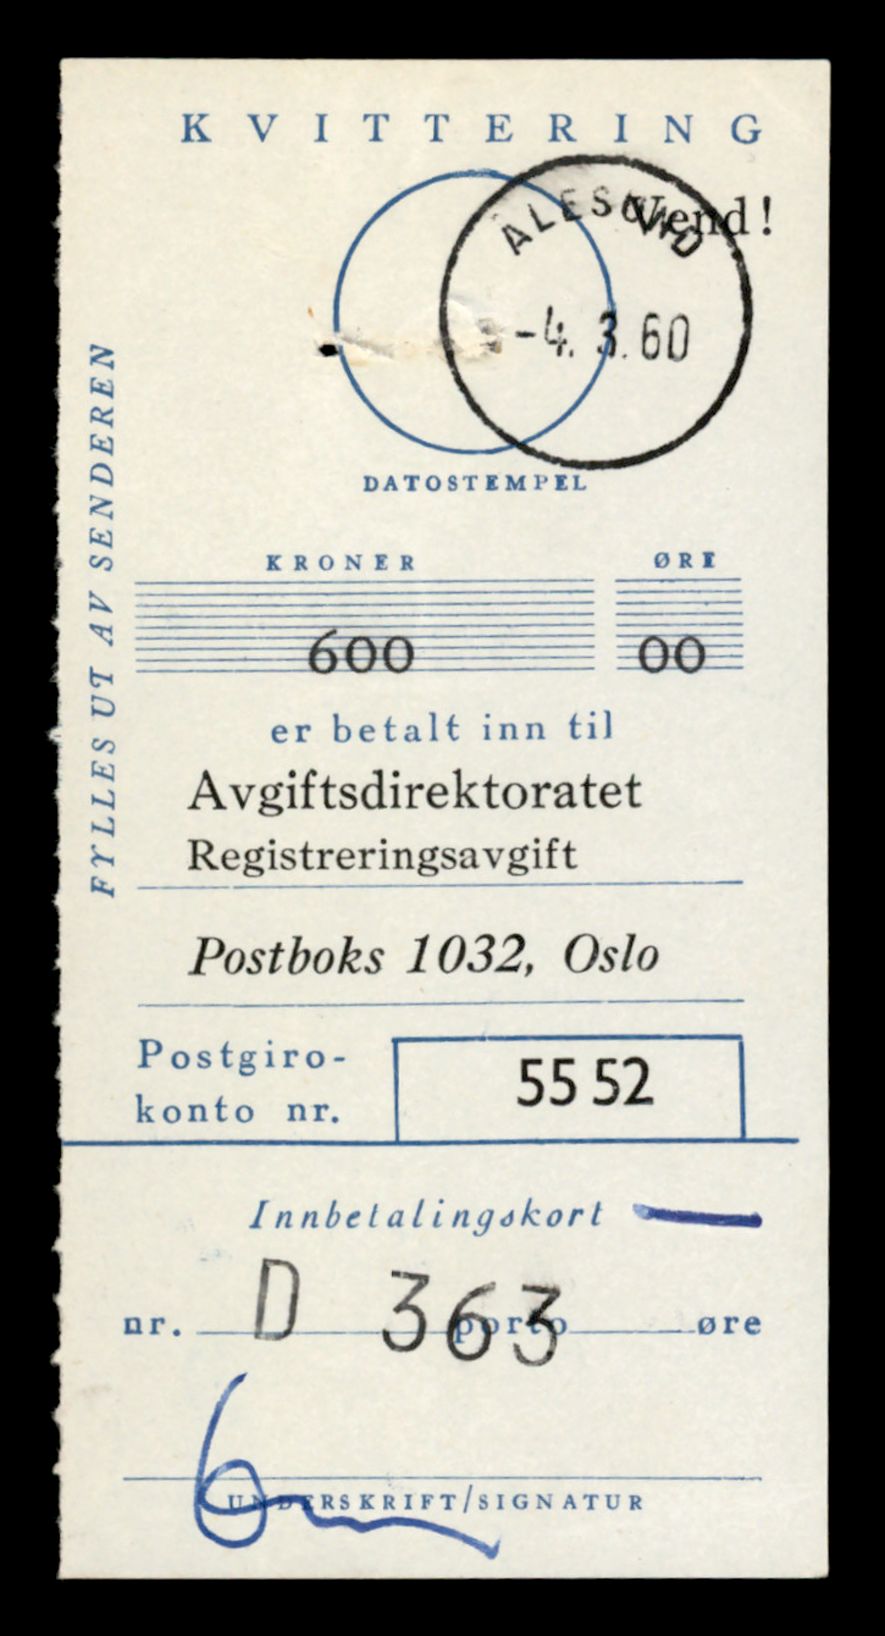 KVITTERING
Vend!
ÅLESUND
-4. 3. 60
DATOSTEMPEL
FYLLES UT AV SENDEREN
KRONER ØRE
600 00
er betalt inn til
Avgiftsdirektoratet
Registreringsavgift
Postboks 1032, Oslo
Postgiro-
konto nr.
55 52
Innbetalingskort
nr. D 363 porto øre
UNDERSKRIFT/SIGNATUR